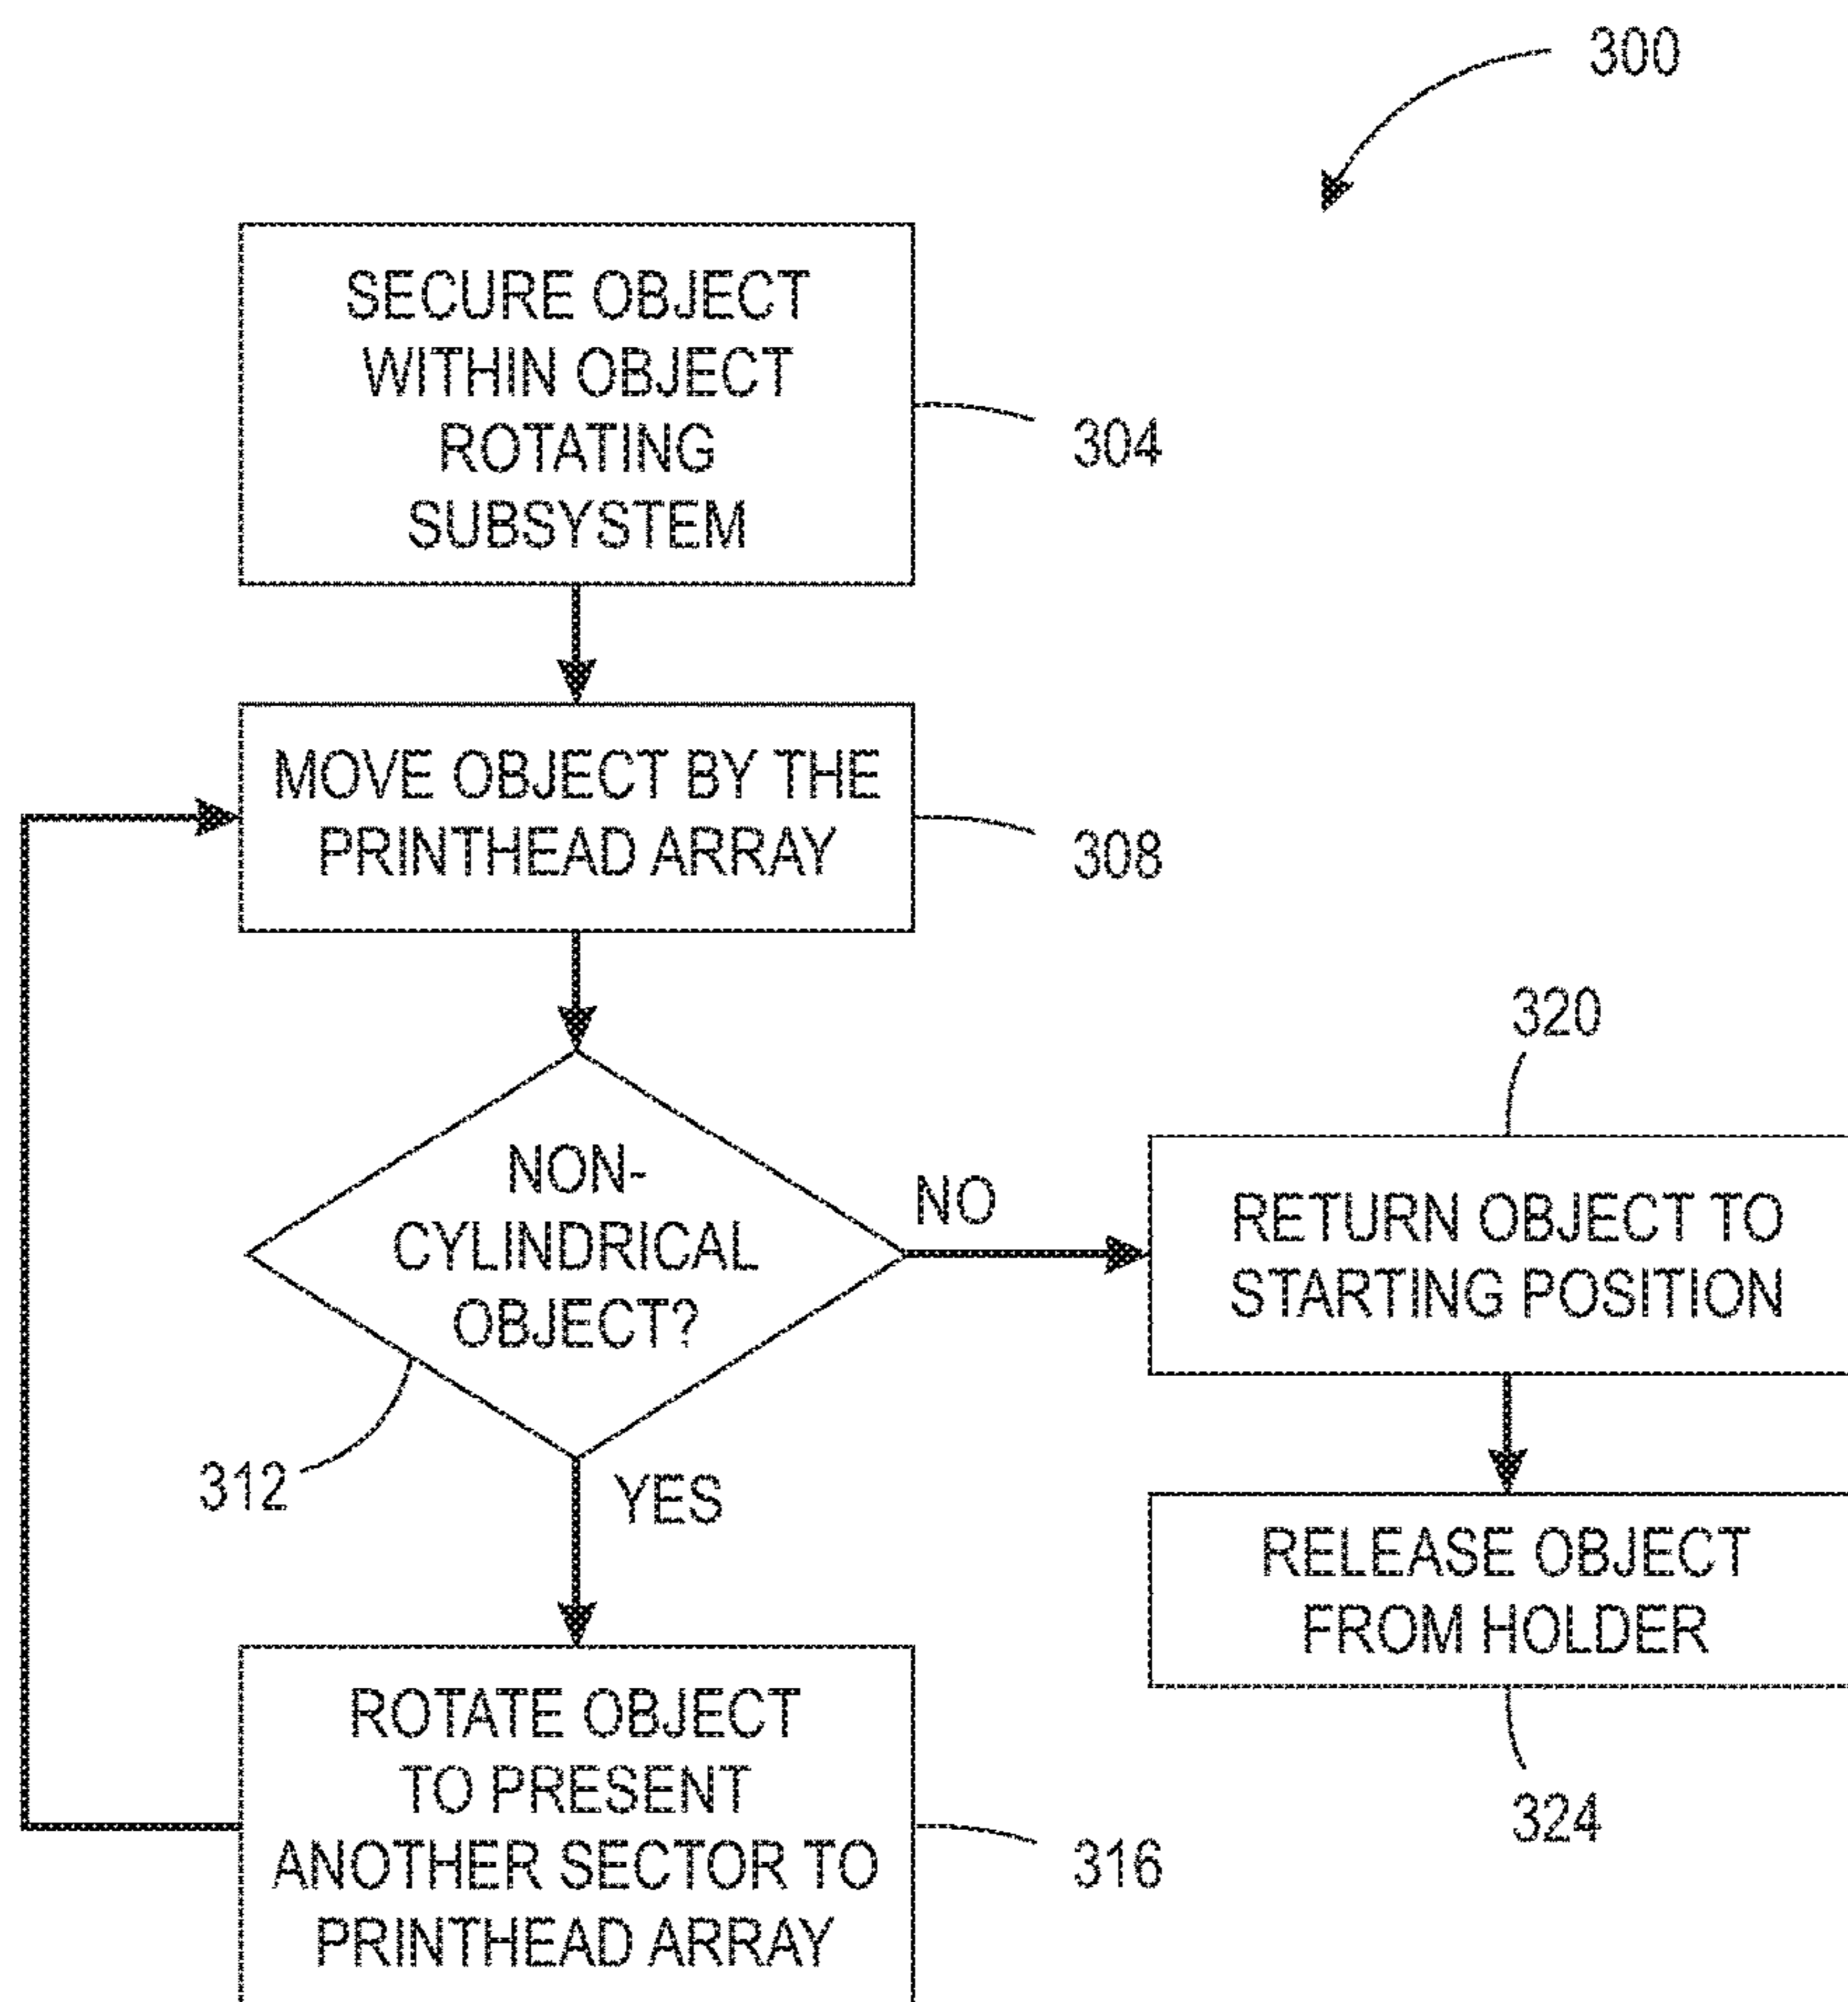 300
SECURE OBJECT
WITHIN OBJECT
ROTATING
SUBSYSTEM
304
MOVE OBJECT BY THE
PRINTHEAD ARRAY
308
NON-
CYLINDRICAL
OBJECT?
312
NO
YES
320
RETURN OBJECT TO
STARTING POSITION
RELEASE OBJECT
FROM HOLDER
324
ROTATE OBJECT
TO PRESENT
ANOTHER SECTOR TO
PRINTHEAD ARRAY
316